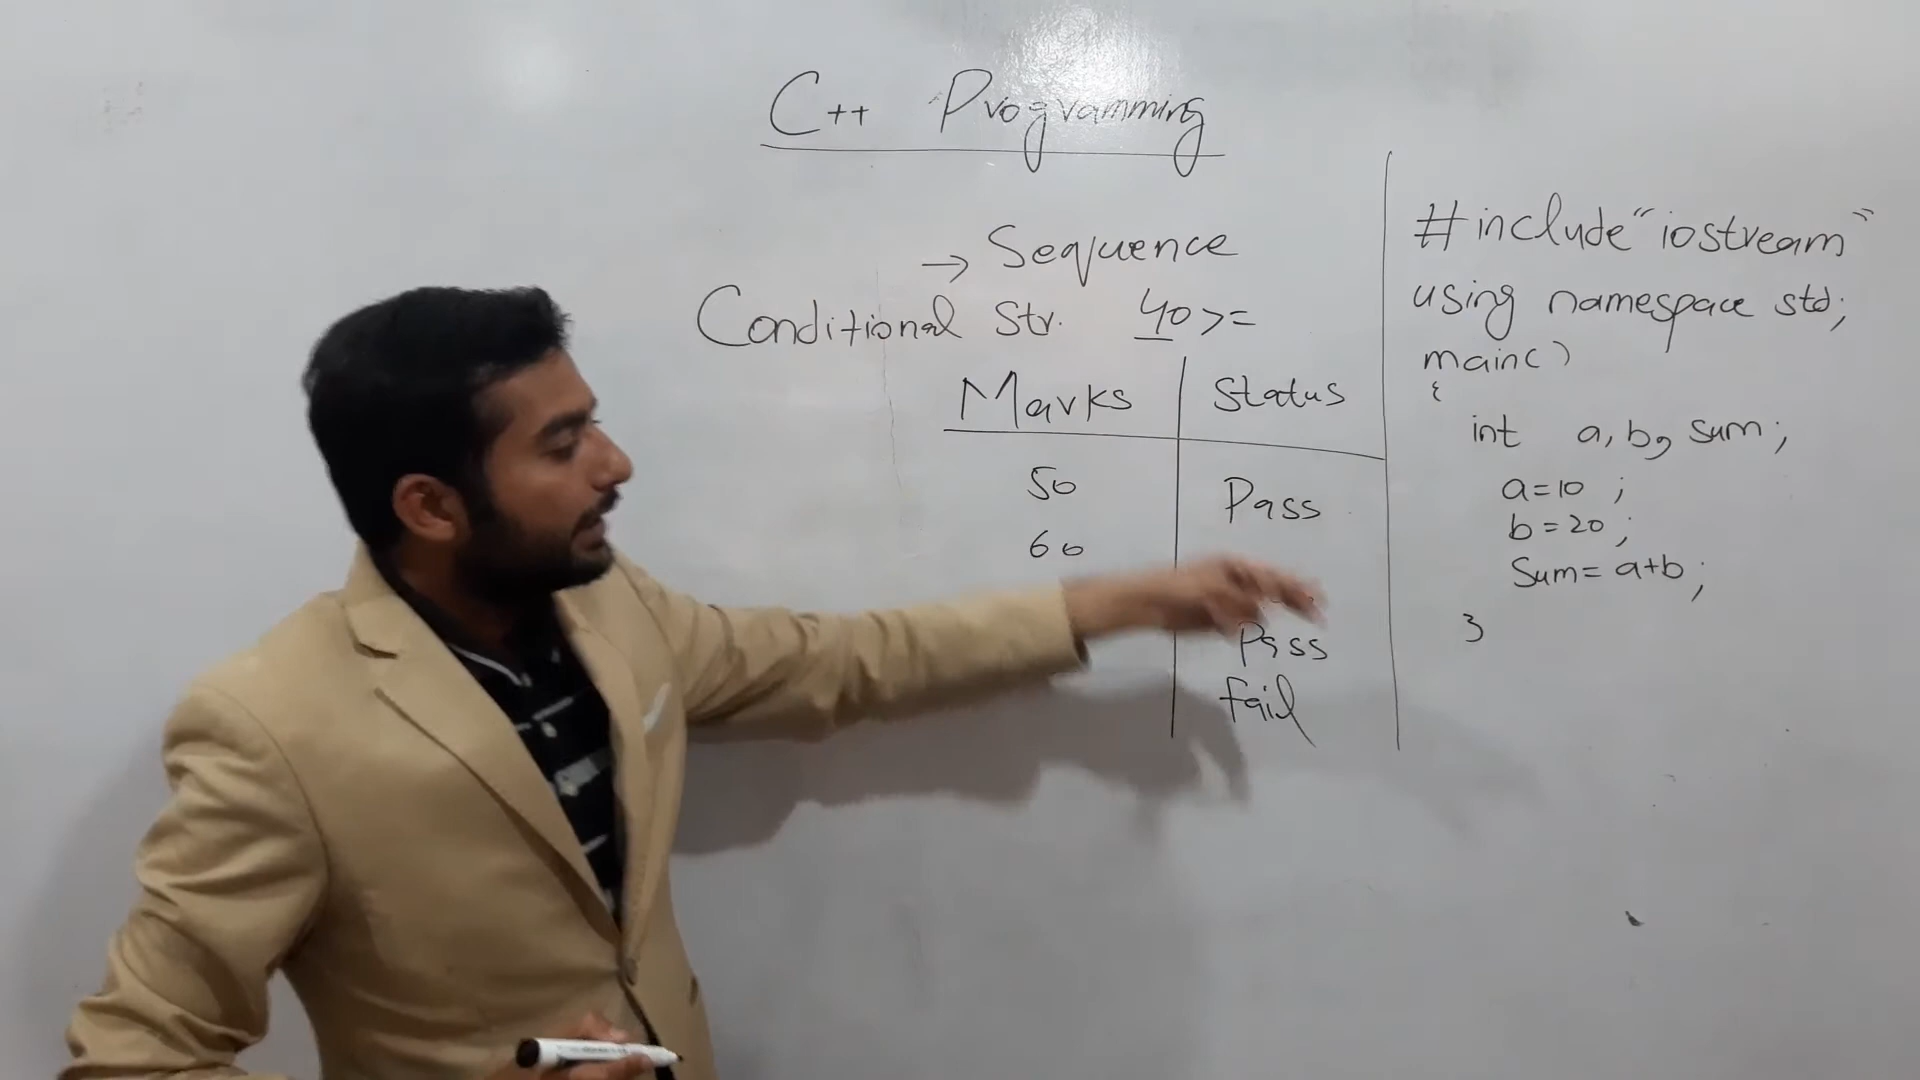 C++ Programming
→ Sequence
Conditional Str. 40 >=
Marks Status
50 Pass
60
Pass
Fail
#include "iostream"
using namespace std;
main()
{
int a, b, sum;
a=10 ;
b=20 ;
Sum= a+b ;
}